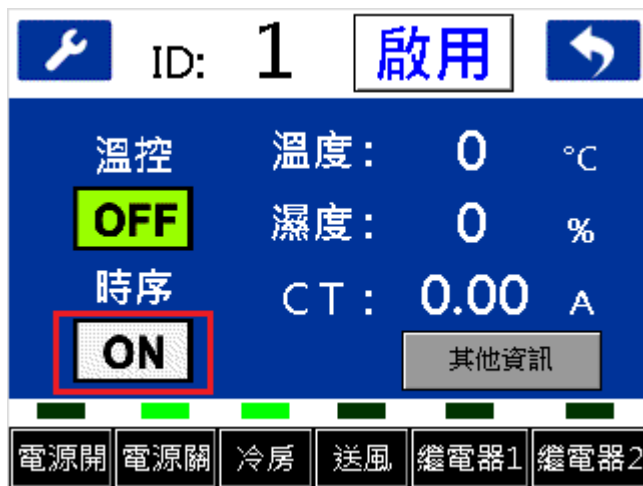 ID: 1 啟用
溫控 溫度: 0 °C
OFF 濕度: 0 %
時序 CT: 0.00 A
ON 其他資訊
電源開 電源關 冷房 送風 繼電器1 繼電器2